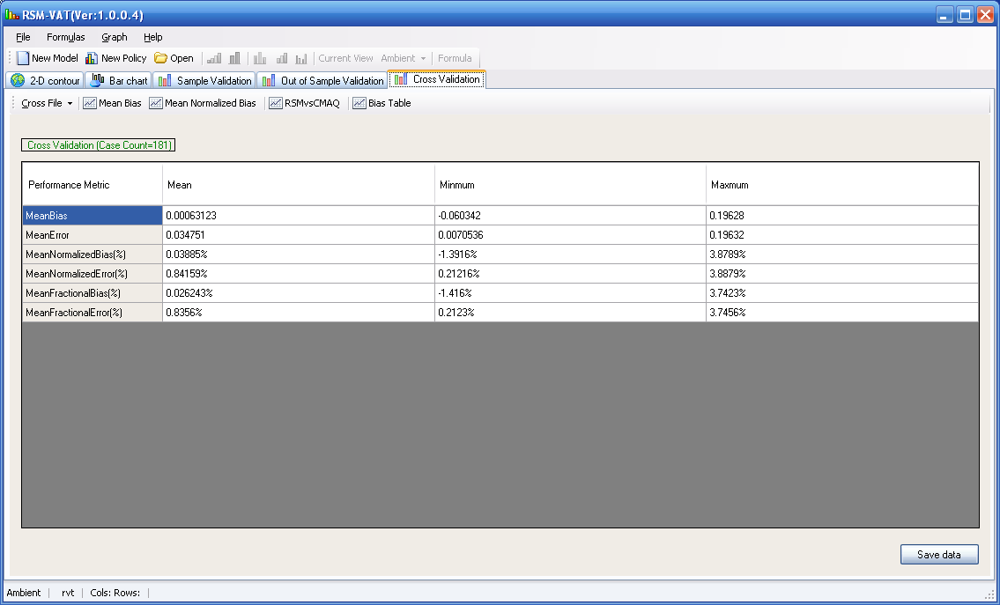 RSM-VAT(Ver:1.0.0.4)
File Formulas Graph Help
New Model New Policy Open Current View Ambient Formula
2-D contour Bar chart Sample Validation Out of Sample Validation Cross Validation
Cross File Mean Bias Mean Normalized Bias RSMvsCMAQ Bias Table
Cross Validation (Case Count=181)
Performance Metric Mean Minmum Maxmum
MeanBias 0.00063123 -0.060342 0.19628
MeanError 0.034751 0.0070536 0.19632
MeanNormalizedBias(%) 0.03885% -1.3916% 3.8789%
MeanNormalizedError(%) 0.84159% 0.21216% 3.8879%
MeanFractionalBias(%) 0.026243% -1.416% 3.7423%
MeanFractionalError(%) 0.8356% 0.2123% 3.7456%
Save data
Ambient rvt Cols: Rows: